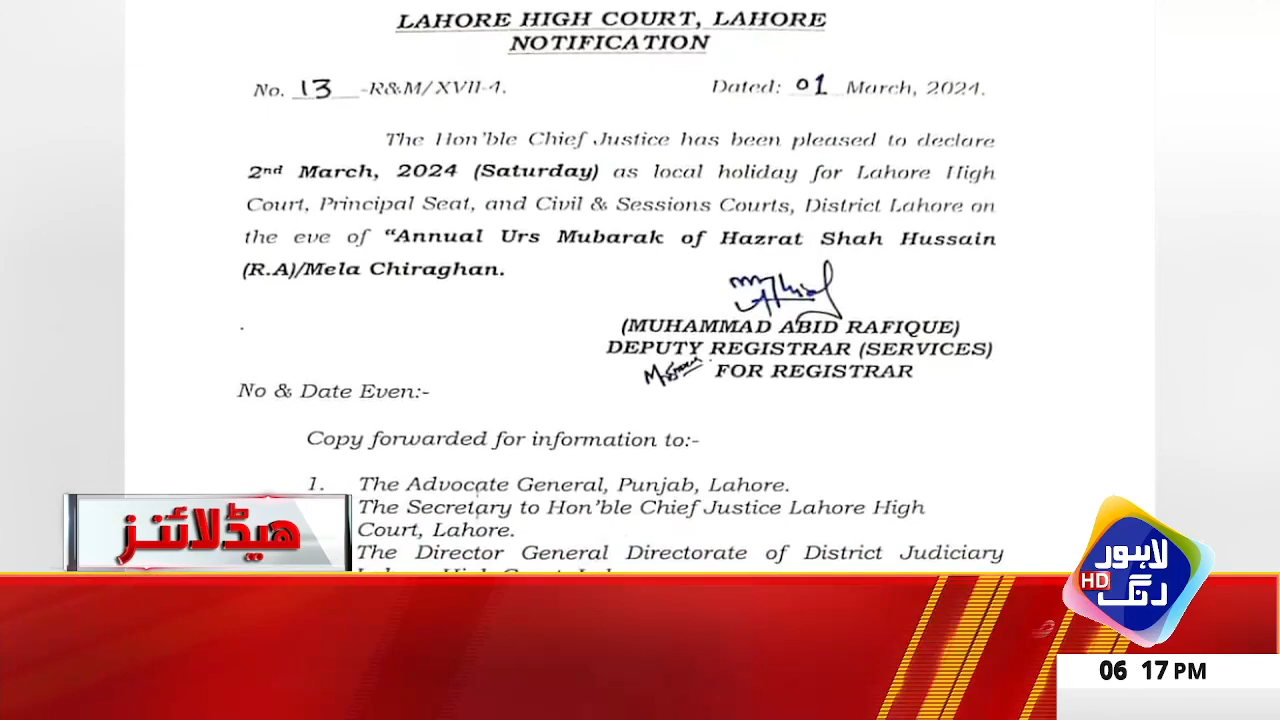 LAHORE HIGH COURT, LAHORE
NOTIFICATION
No. 13 -R&M/XVII-4. Dated: 01 March, 2024.
The Hon'ble Chief Justice has been pleased to declare
2nd March, 2024 (Saturday) as local holiday for Lahore High
Court, Principal Seat, and Civil & Sessions Courts, District Lahore on
the eve of "Annual Urs Mubarak of Hazrat Shah Hussain
(R.A)/Mela Chiraghan.
(MUHAMMAD ABID RAFIQUE)
DEPUTY REGISTRAR (SERVICES)
FOR REGISTRAR
No & Date Even:-
Copy forwarded for information to:-
1. The Advocate General, Punjab, Lahore.
The Secretary to Hon'ble Chief Justice Lahore High
Court, Lahore.
The Director General Directorate of District Judiciary
ہیڈلائنز
لاہور
HD رنگ
06 17 PM